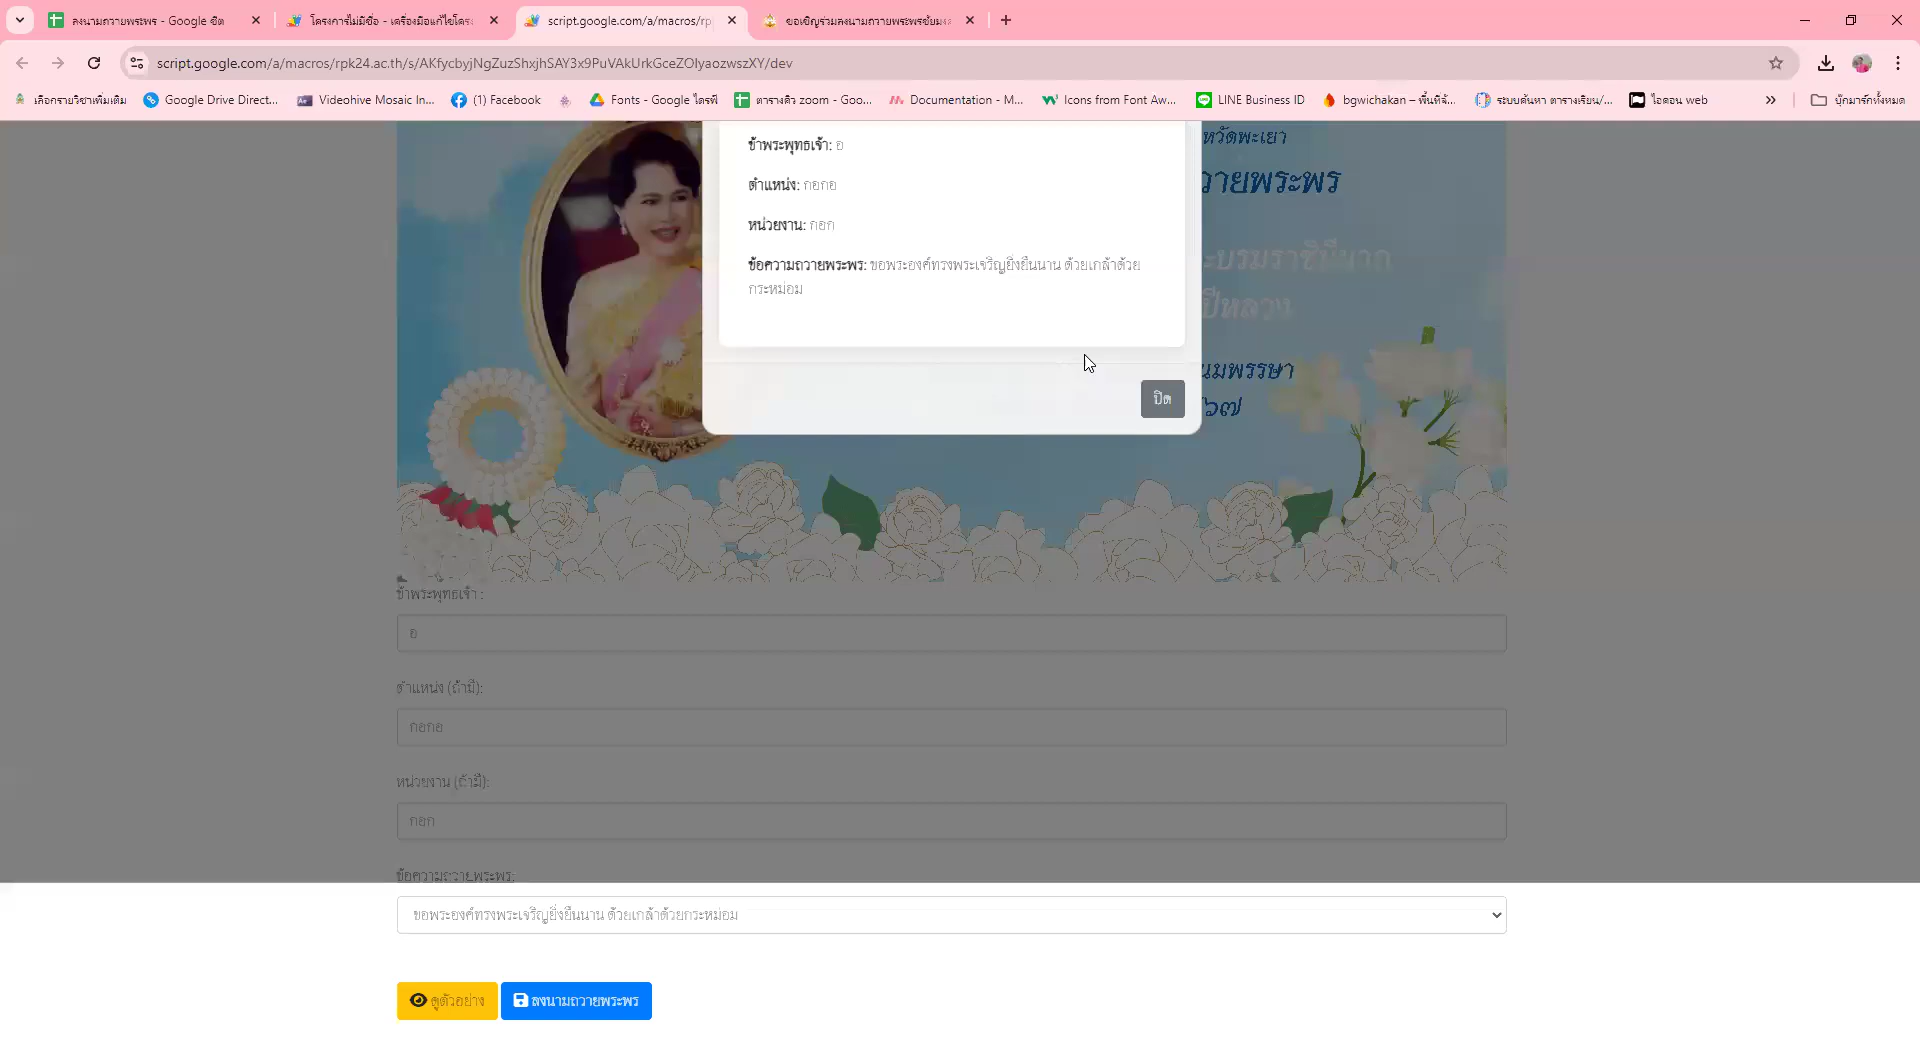 ลงนามถวายพระพร - Google ชีต
โครงการไม่มีชื่อ - เครื่องมือแก้ไขโคร
script.google.com/a/macros/rp
ขอเชิญร่วมลงนามถวายพระพรชัยมง
script.google.com/a/macros/rpk24.ac.th/s/AKfycbyjNgZuzShxjhSAY3x9PuVAkUrkGceZOIyaozwszXY/dev
เลือกรายวิชาเพิ่มเติม
Google Drive Direct...
Videohive Mosaic In...
(1) Facebook
Fonts - Google ไดรฟ์
ตารางคิว zoom - Goo...
Documentation - M...
Icons from Font Aw...
LINE Business ID
bgwichakan – พื้นที่จั...
ระบบค้นหา ตารางเรียน/...
ไอคอน web
บุ๊กมาร์กทั้งหมด
ข้าพระพุทธเจ้า: อ
ตำแหน่ง: กอกอ
หน่วยงาน: กอก
ข้อความถวายพระพร: ขอพระองค์ทรงพระเจริญยิ่งยืนนาน ด้วยเกล้าด้วย
กระหม่อม
ปิด
หวัดพะเยา
วายพระพร
ะบรมราชินีนาถ
ปีหลวง
นมพรรษา
๖๗
ข้าพระพุทธเจ้า :
อ
ตำแหน่ง (ถ้ามี):
กอกอ
หน่วยงาน (ถ้ามี):
กอก
ข้อความถวายพระพร:
ขอพระองค์ทรงพระเจริญยิ่งยืนนาน ด้วยเกล้าด้วยกระหม่อม
ดูตัวอย่าง
ลงนามถวายพระพร